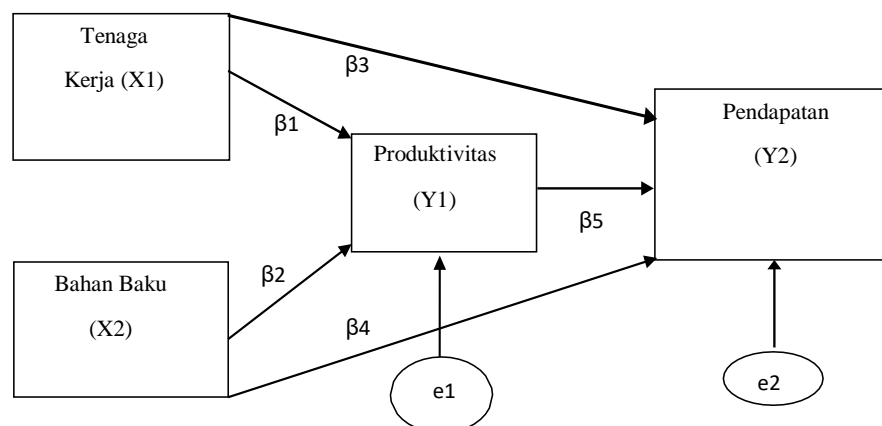 Tenaga
Kerja (X1)
β3
β1
Pendapatan
(Y2)
Produktivitas
(Y1)
β5
Bahan Baku
(X2)
β2
β4
e1
e2